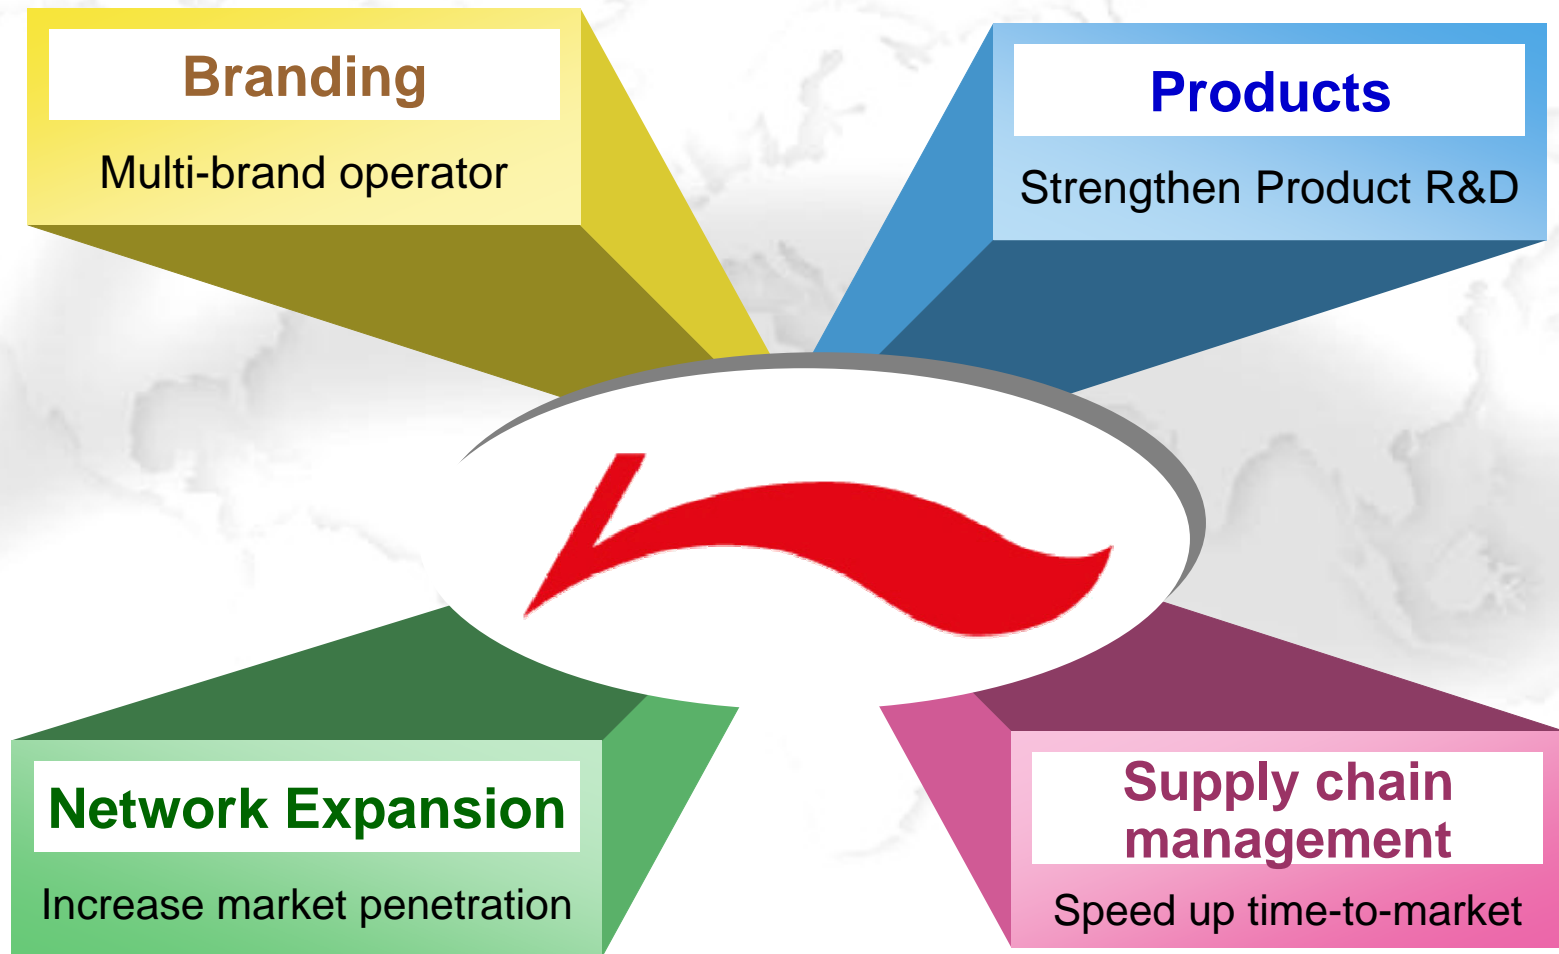 Branding
Multi-brand operator
Products
Strengthen Product R&D
Network Expansion
Increase market penetration
Supply chain
management
Speed up time-to-market